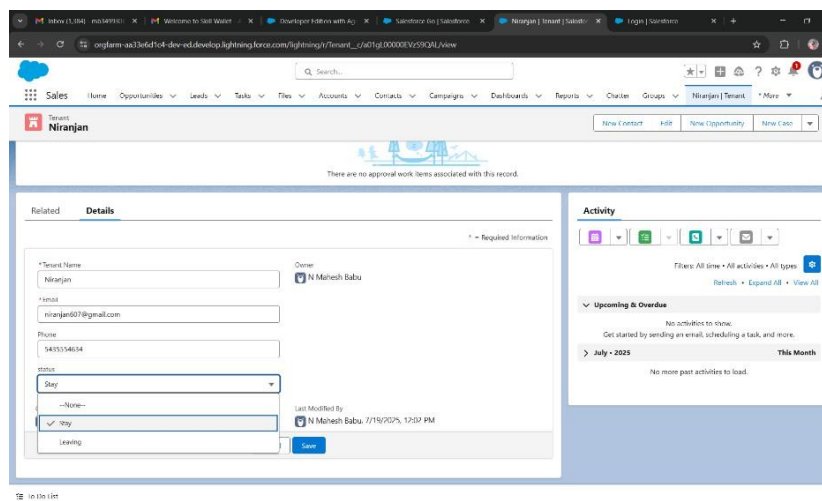 Inbox (1,384) - mb349910
Welcome to Skill Wallet
Developer Edition with Ag
Salesforce Go | Salesforce
Niranjan | Tenant | Salesfor
Login | Salesforce
orgfarm-aa33e6d1c4-dev-ed.develop.lightning.force.com/lightning/r/Tenant__c/a01gL00000EVzS9QAL/view
Search...
Sales Home Opportunities Leads Tasks Files Accounts Contacts Campaigns Dashboards Reports Chatter Groups Niranjan | Tenant * More
Tenant
Niranjan
New Contact Edit New Opportunity New Case
There are no approval work items associated with this record.
Related Details
* = Required Information
*Tenant Name
Niranjan
Owner
N Mahesh Babu
*Email
niranjan607@gmail.com
Phone
5435554634
status
Stay
--None--
Stay
Leaving
Last Modified By
N Mahesh Babu, 7/19/2025, 12:02 PM
Save
Activity
Filters: All time • All activities • All types
Refresh • Expand All • View All
Upcoming & Overdue
No activities to show.
Get started by sending an email, scheduling a task, and more.
July • 2025 This Month
No more past activities to load.
To Do List